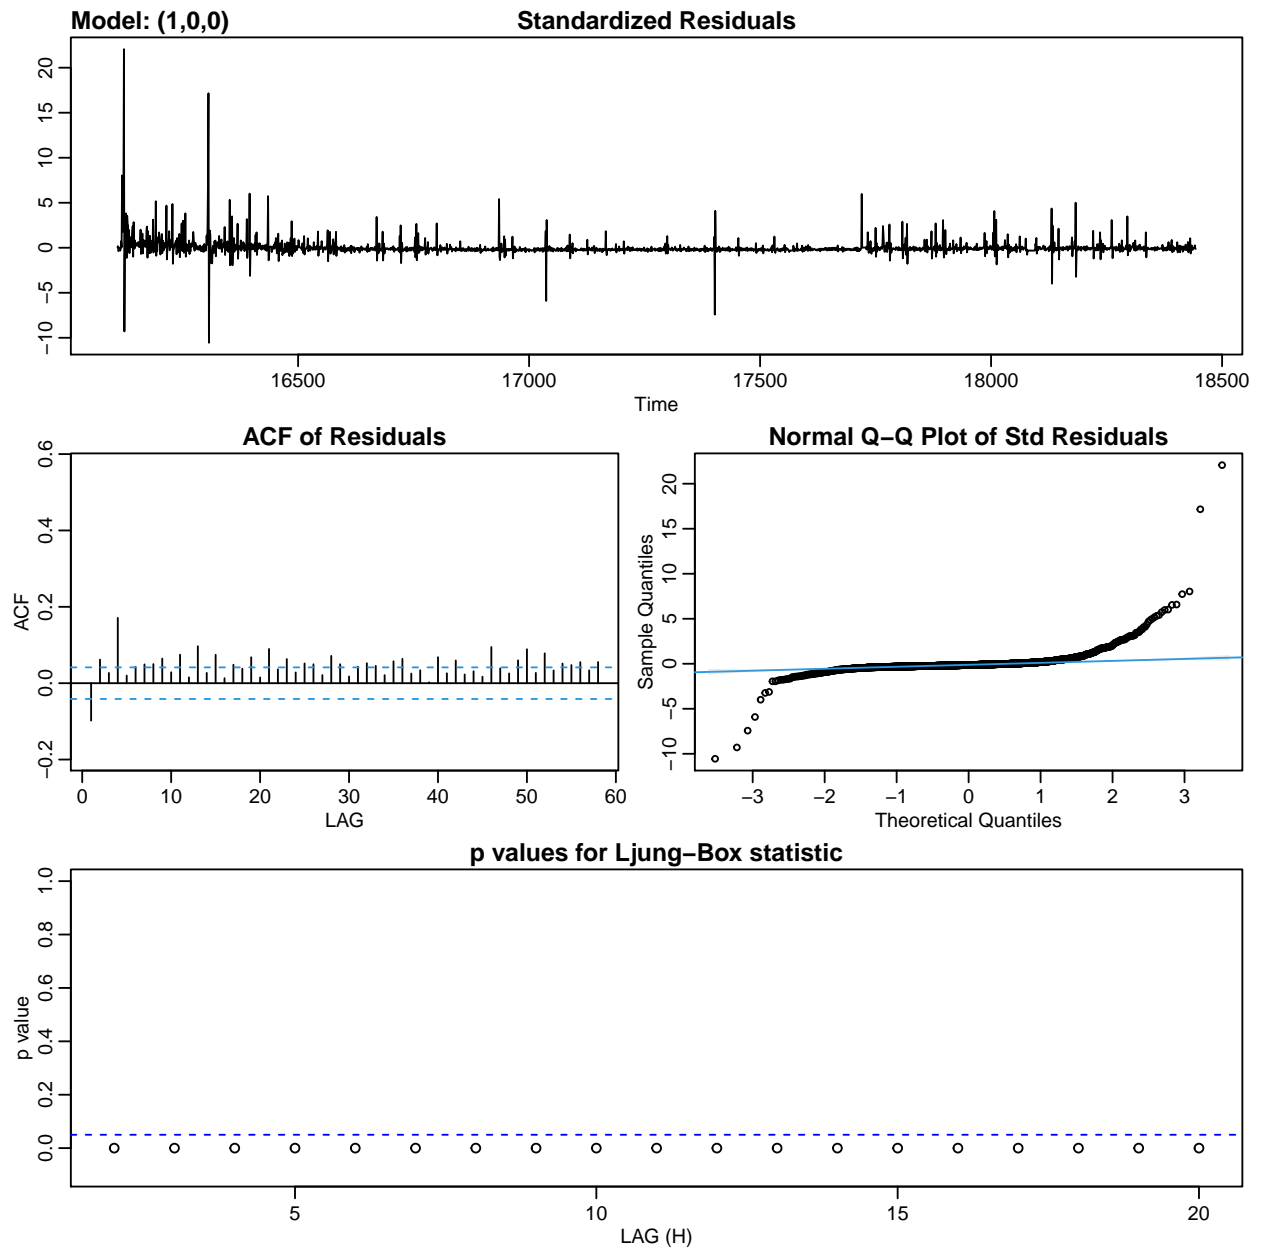 Model: (1,0,0) Standardized Residuals
20
15
10
5
0
−5
−10
16500 17000 17500 18000 18500
Time
ACF of Residuals
ACF
0.6
0.4
0.2
0.0
−0.2
0 10 20 30 40 50 60
LAG
Normal Q−Q Plot of Std Residuals
Sample Quantiles
20
15
10
5
0
−5
−10
−3 −2 −1 0 1 2 3
Theoretical Quantiles
p values for Ljung−Box statistic
p value
1.0
0.8
0.6
0.4
0.2
0.0
5 10 15 20
LAG (H)